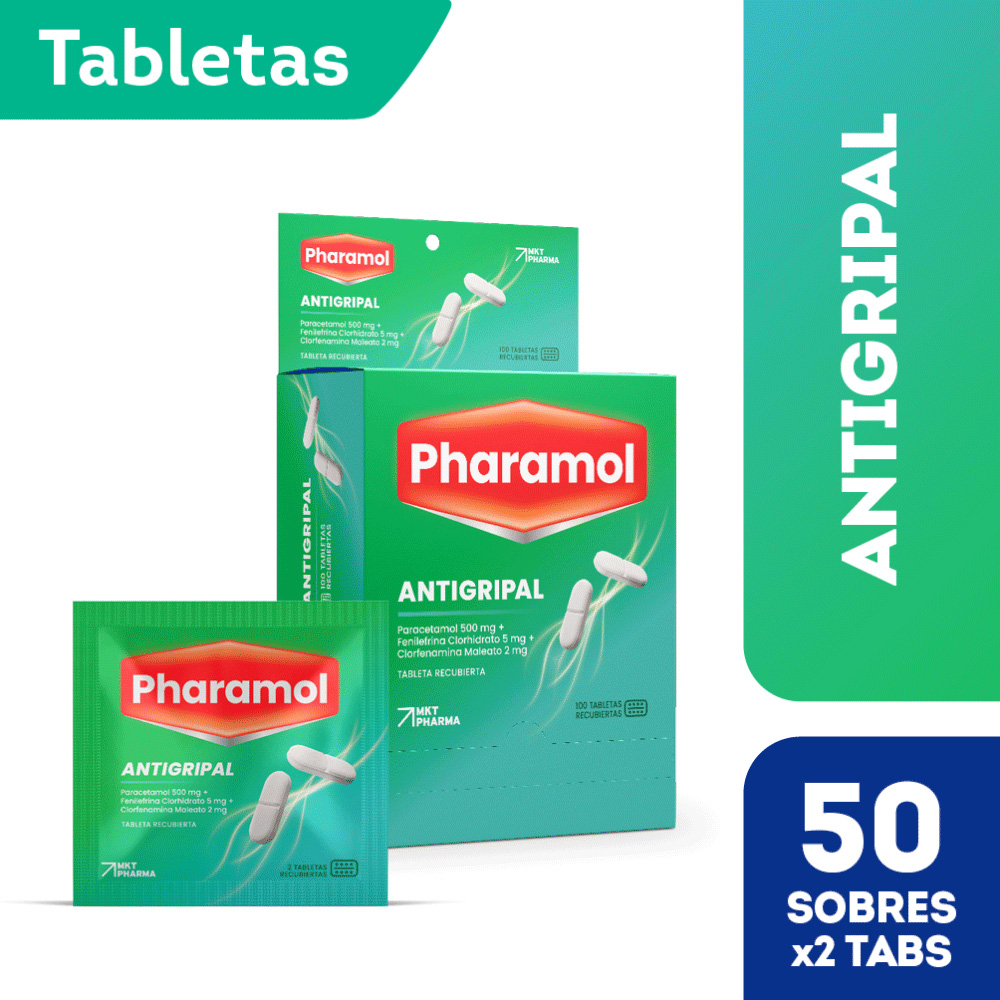 Tabletas
ANTIGRIPAL
Pharamol
MKT
PHARMA
ANTIGRIPAL
Paracetamol 500 mg +
Fenilefrina Clorhidrato 5 mg +
Clorfenamina Maleato 2 mg
TABLETA RECUBIERTA
100 TABLETAS
RECUBIERTAS
ANTIGRIPAL
100 TABLETAS
RECUBIERTAS
Pharamol
ANTIGRIPAL
Paracetamol 500 mg +
Fenilefrina Clorhidrato 5 mg +
Clorfenamina Maleato 2 mg
TABLETA RECUBIERTA
MKT
PHARMA
100 TABLETAS
RECUBIERTAS
Pharamol
ANTIGRIPAL
Paracetamol 500 mg +
Fenilefrina Clorhidrato 5 mg +
Clorfenamina Maleato 2 mg
TABLETA RECUBIERTA
MKT
PHARMA
2 TABLETAS
RECUBIERTAS
50
SOBRES
x2 TABS